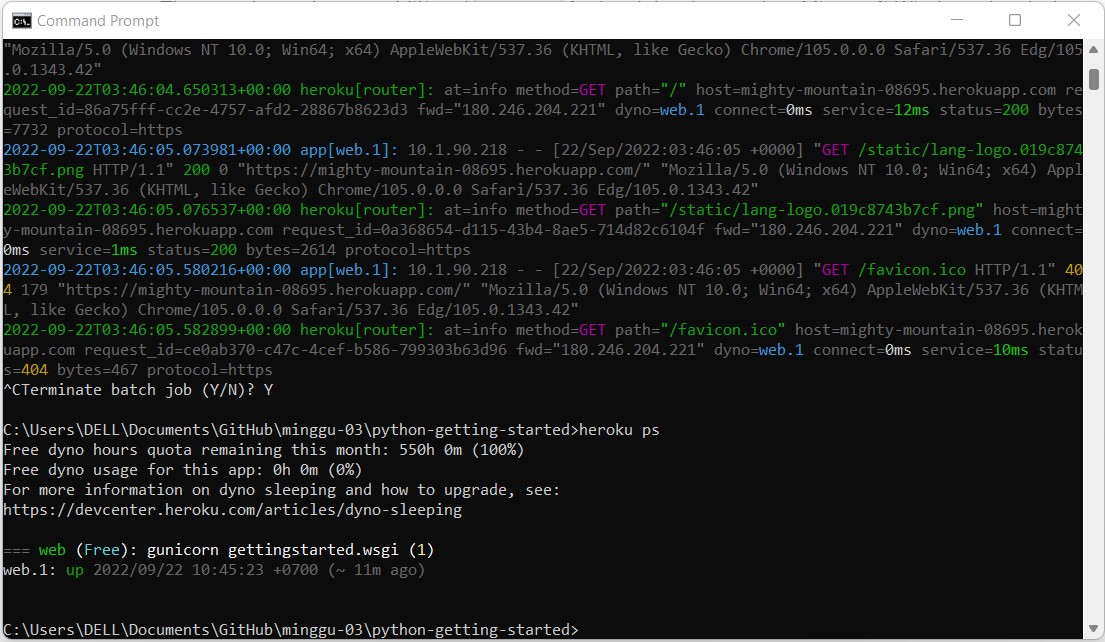 Command Prompt
"Mozilla/5.0 (Windows NT 10.0; Win64; x64) AppleWebKit/537.36 (KHTML, like Gecko) Chrome/105.0.0.0 Safari/537.36 Edg/105
.0.1343.42"
2022-09-22T03:46:04.650313+00:00 heroku[router]: at=info method=GET path="/" host=mighty-mountain-08695.herokuapp.com re
quest_id=86a75fff-cc2e-4757-afd2-28867b8623d3 fwd="180.246.204.221" dyno=web.1 connect=0ms service=12ms status=200 bytes
=7732 protocol=https
2022-09-22T03:46:05.073981+00:00 app[web.1]: 10.1.90.218 - - [22/Sep/2022:03:46:05 +0000] "GET /static/lang-logo.019c874
3b7cf.png HTTP/1.1" 200 0 "https://mighty-mountain-08695.herokuapp.com/" "Mozilla/5.0 (Windows NT 10.0; Win64; x64) Appl
eWebKit/537.36 (KHTML, like Gecko) Chrome/105.0.0.0 Safari/537.36 Edg/105.0.1343.42"
2022-09-22T03:46:05.076537+00:00 heroku[router]: at=info method=GET path="/static/lang-logo.019c8743b7cf.png" host=might
y-mountain-08695.herokuapp.com request_id=0a368654-d115-43b4-8ae5-714d82c6104f fwd="180.246.204.221" dyno=web.1 connect=
0ms service=1ms status=200 bytes=2614 protocol=https
2022-09-22T03:46:05.580216+00:00 app[web.1]: 10.1.90.218 - - [22/Sep/2022:03:46:05 +0000] "GET /favicon.ico HTTP/1.1" 40
4 179 "https://mighty-mountain-08695.herokuapp.com/" "Mozilla/5.0 (Windows NT 10.0; Win64; x64) AppleWebKit/537.36 (KHTM
L, like Gecko) Chrome/105.0.0.0 Safari/537.36 Edg/105.0.1343.42"
2022-09-22T03:46:05.582899+00:00 heroku[router]: at=info method=GET path="/favicon.ico" host=mighty-mountain-08695.herok
uapp.com request_id=ce0ab370-c47c-4cef-b586-799303b63d96 fwd="180.246.204.221" dyno=web.1 connect=0ms service=10ms statu
s=404 bytes=467 protocol=https
^CTerminate batch job (Y/N)? Y
C:\Users\DELL\Documents\GitHub\minggu-03\python-getting-started>heroku ps
Free dyno hours quota remaining this month: 550h 0m (100%)
Free dyno usage for this app: 0h 0m (0%)
For more information on dyno sleeping and how to upgrade, see:
https://devcenter.heroku.com/articles/dyno-sleeping
=== web (Free): gunicorn gettingstarted.wsgi (1)
web.1: up 2022/09/22 10:45:23 +0700 (~ 11m ago)
C:\Users\DELL\Documents\GitHub\minggu-03\python-getting-started>